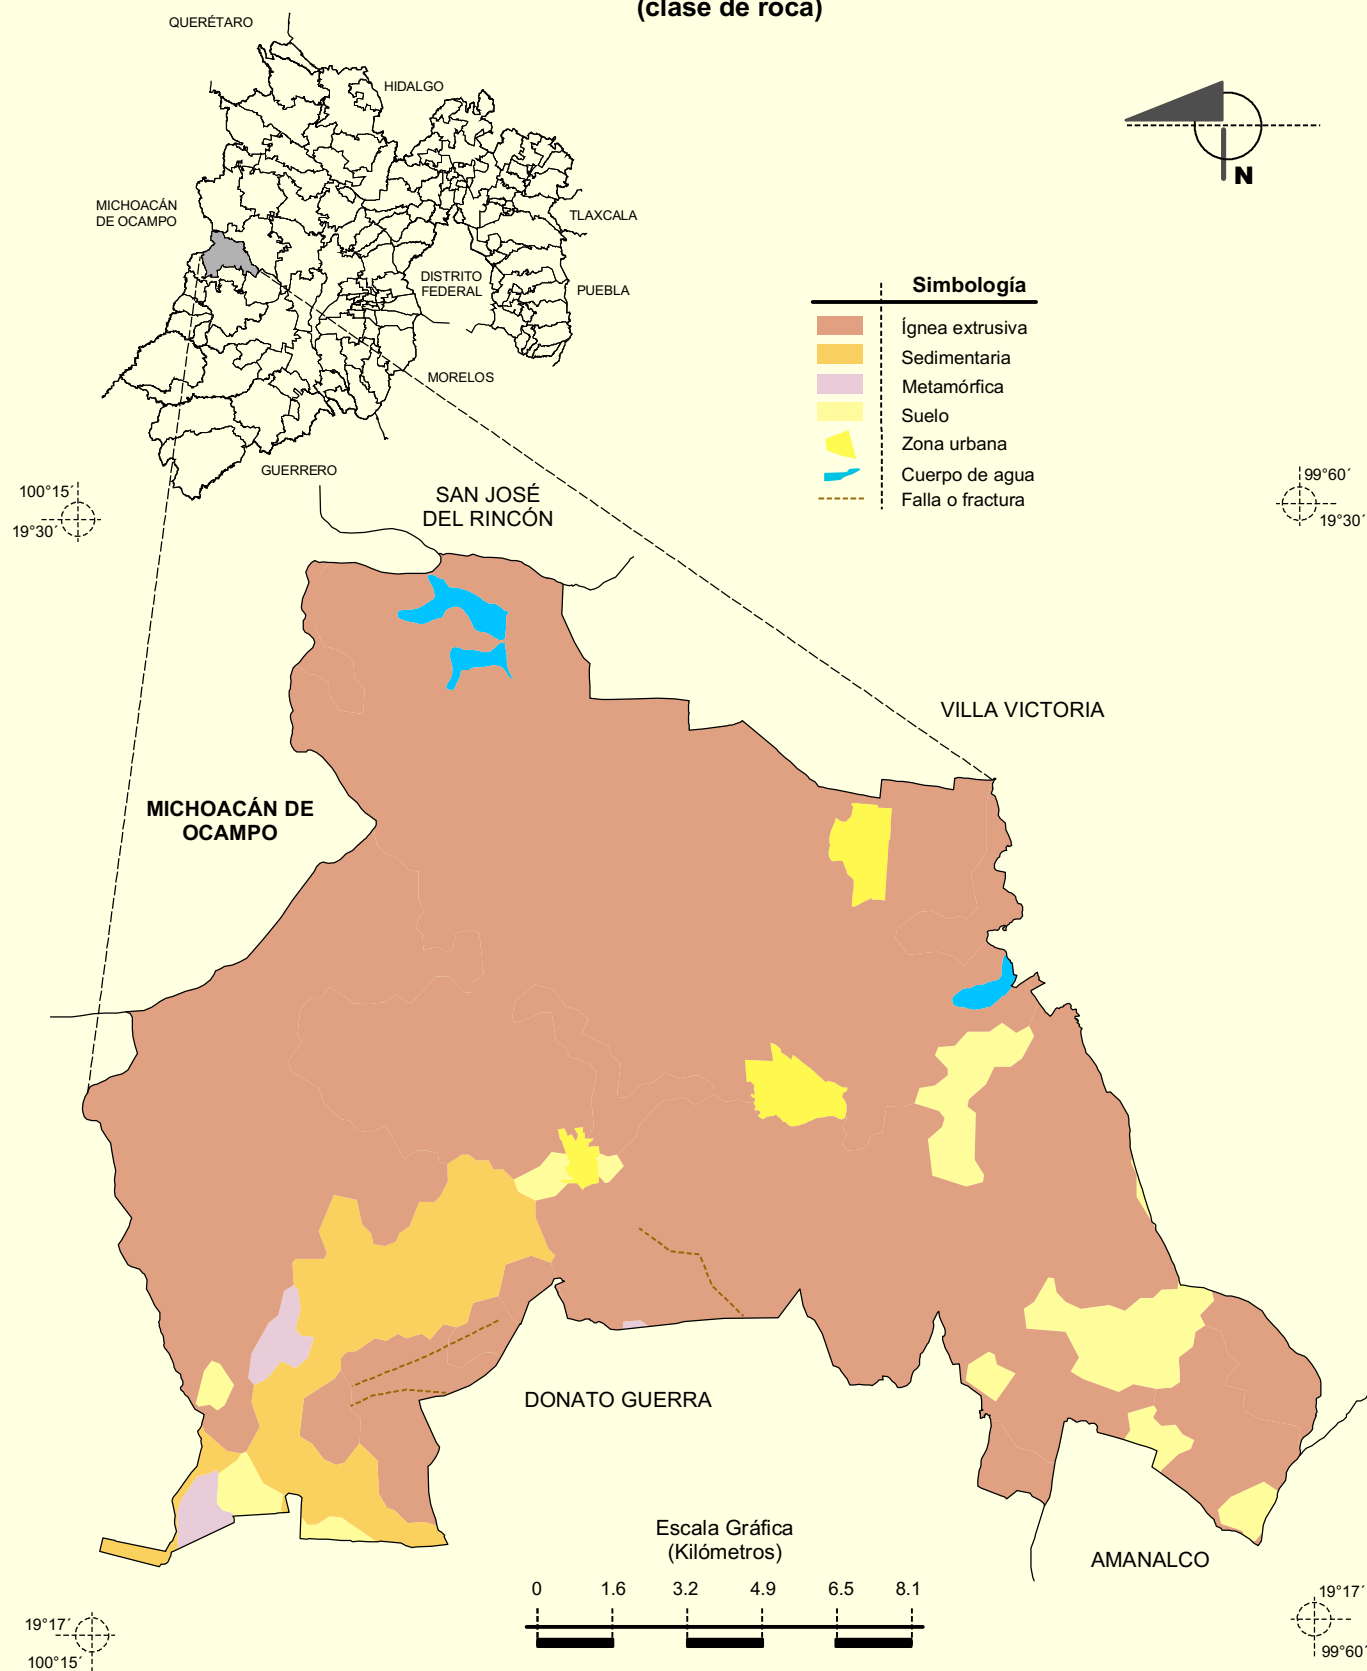 (clase de roca)
QUERÉTARO
HIDALGO
MICHOACÁN
DE OCAMPO
TLAXCALA
DISTRITO
FEDERAL
PUEBLA
MORELOS
GUERRERO
N
Simbología
Ígnea extrusiva
Sedimentaria
Metamórfica
Suelo
Zona urbana
Cuerpo de agua
Falla o fractura
100°15´
19°30´
99°60´
19°30´
SAN JOSÉ
DEL RINCÓN
VILLA VICTORIA
MICHOACÁN DE
OCAMPO
DONATO GUERRA
AMANALCO
Escala Gráfica
(Kilómetros)
0 1.6 3.2 4.9 6.5 8.1
19°17´
100°15´
19°17´
99°60´